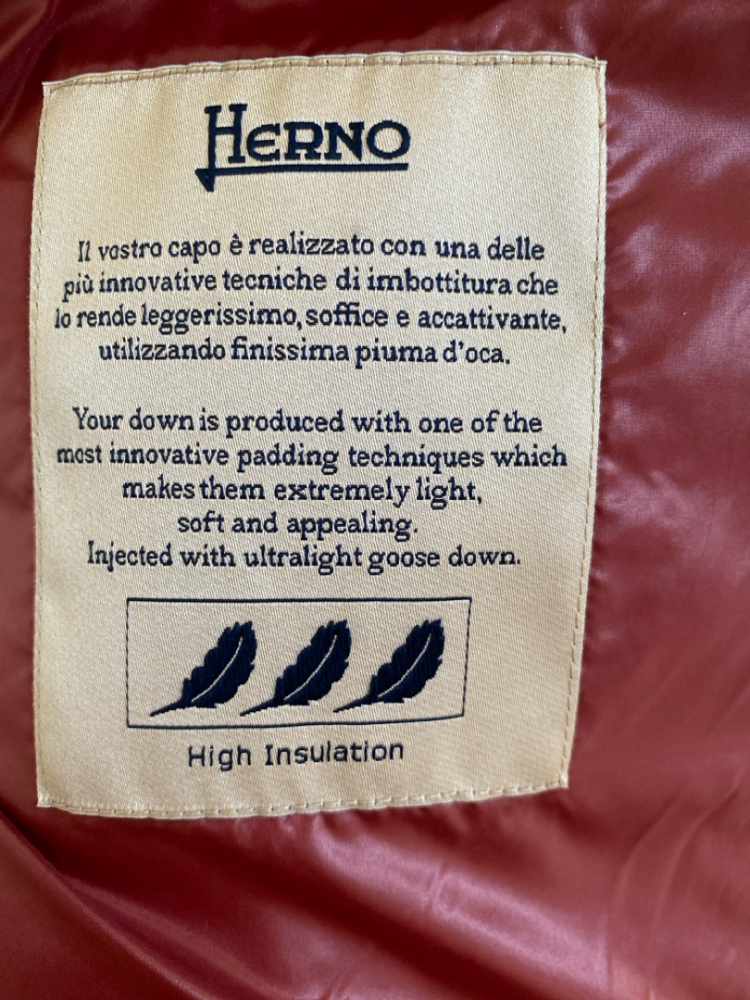 HERNO
Il vostro capo è realizzato con una delle
più innovative tecniche di imbottitura che
lo rende leggerissimo, soffice e accattivante,
utilizzando finissima piuma d'oca.
Your down is produced with one of the
most innovative padding techniques which
makes them extremely light,
soft and appealing.
Injected with ultralight goose down.
High Insulation